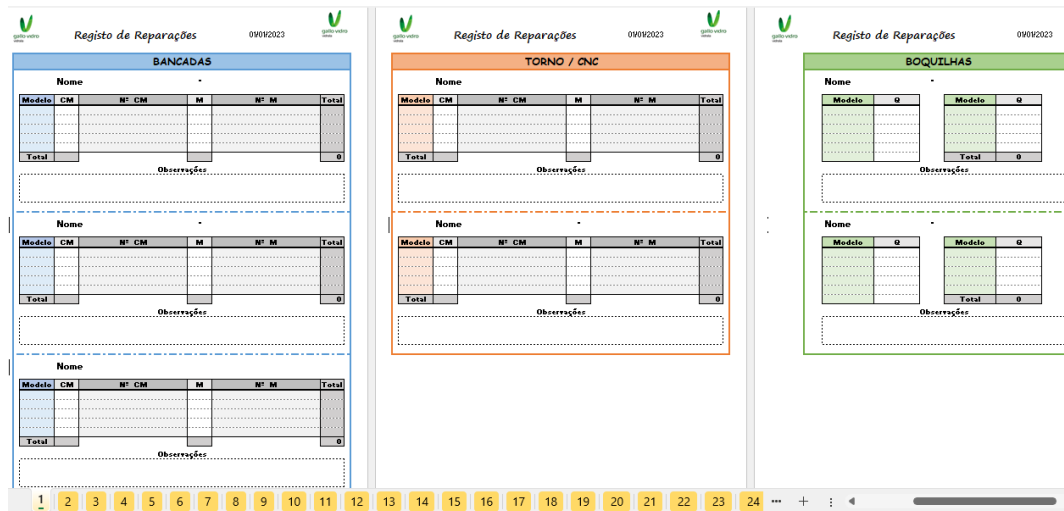 gallo vidro
Registo de Reparações 01/01/2023
gallo vidro
BANCADAS
Nome -
Modelo CM Nº CM M Nº M Total
Total 0
Observações
Nome -
Modelo CM Nº CM M Nº M Total
Total 0
Observações
Nome
Modelo CM Nº CM M Nº M Total
Total 0
Observações
gallo vidro
Registo de Reparações 01/01/2023
gallo vidro
TORNO / CNC
Nome -
Modelo CM Nº CM M Nº M Total
Total 0
Observações
Nome -
Modelo CM Nº CM M Nº M Total
Total 0
Observações
gallo vidro
Registo de Reparações 01/01/2023
BOQUILHAS
Nome -
Modelo Q Modelo Q
Total 0
Observações
Nome -
Modelo Q Modelo Q
Total 0
Observações
1 2 3 4 5 6 7 8 9 10 11 12 13 14 15 16 17 18 19 20 21 22 23 24 ... +